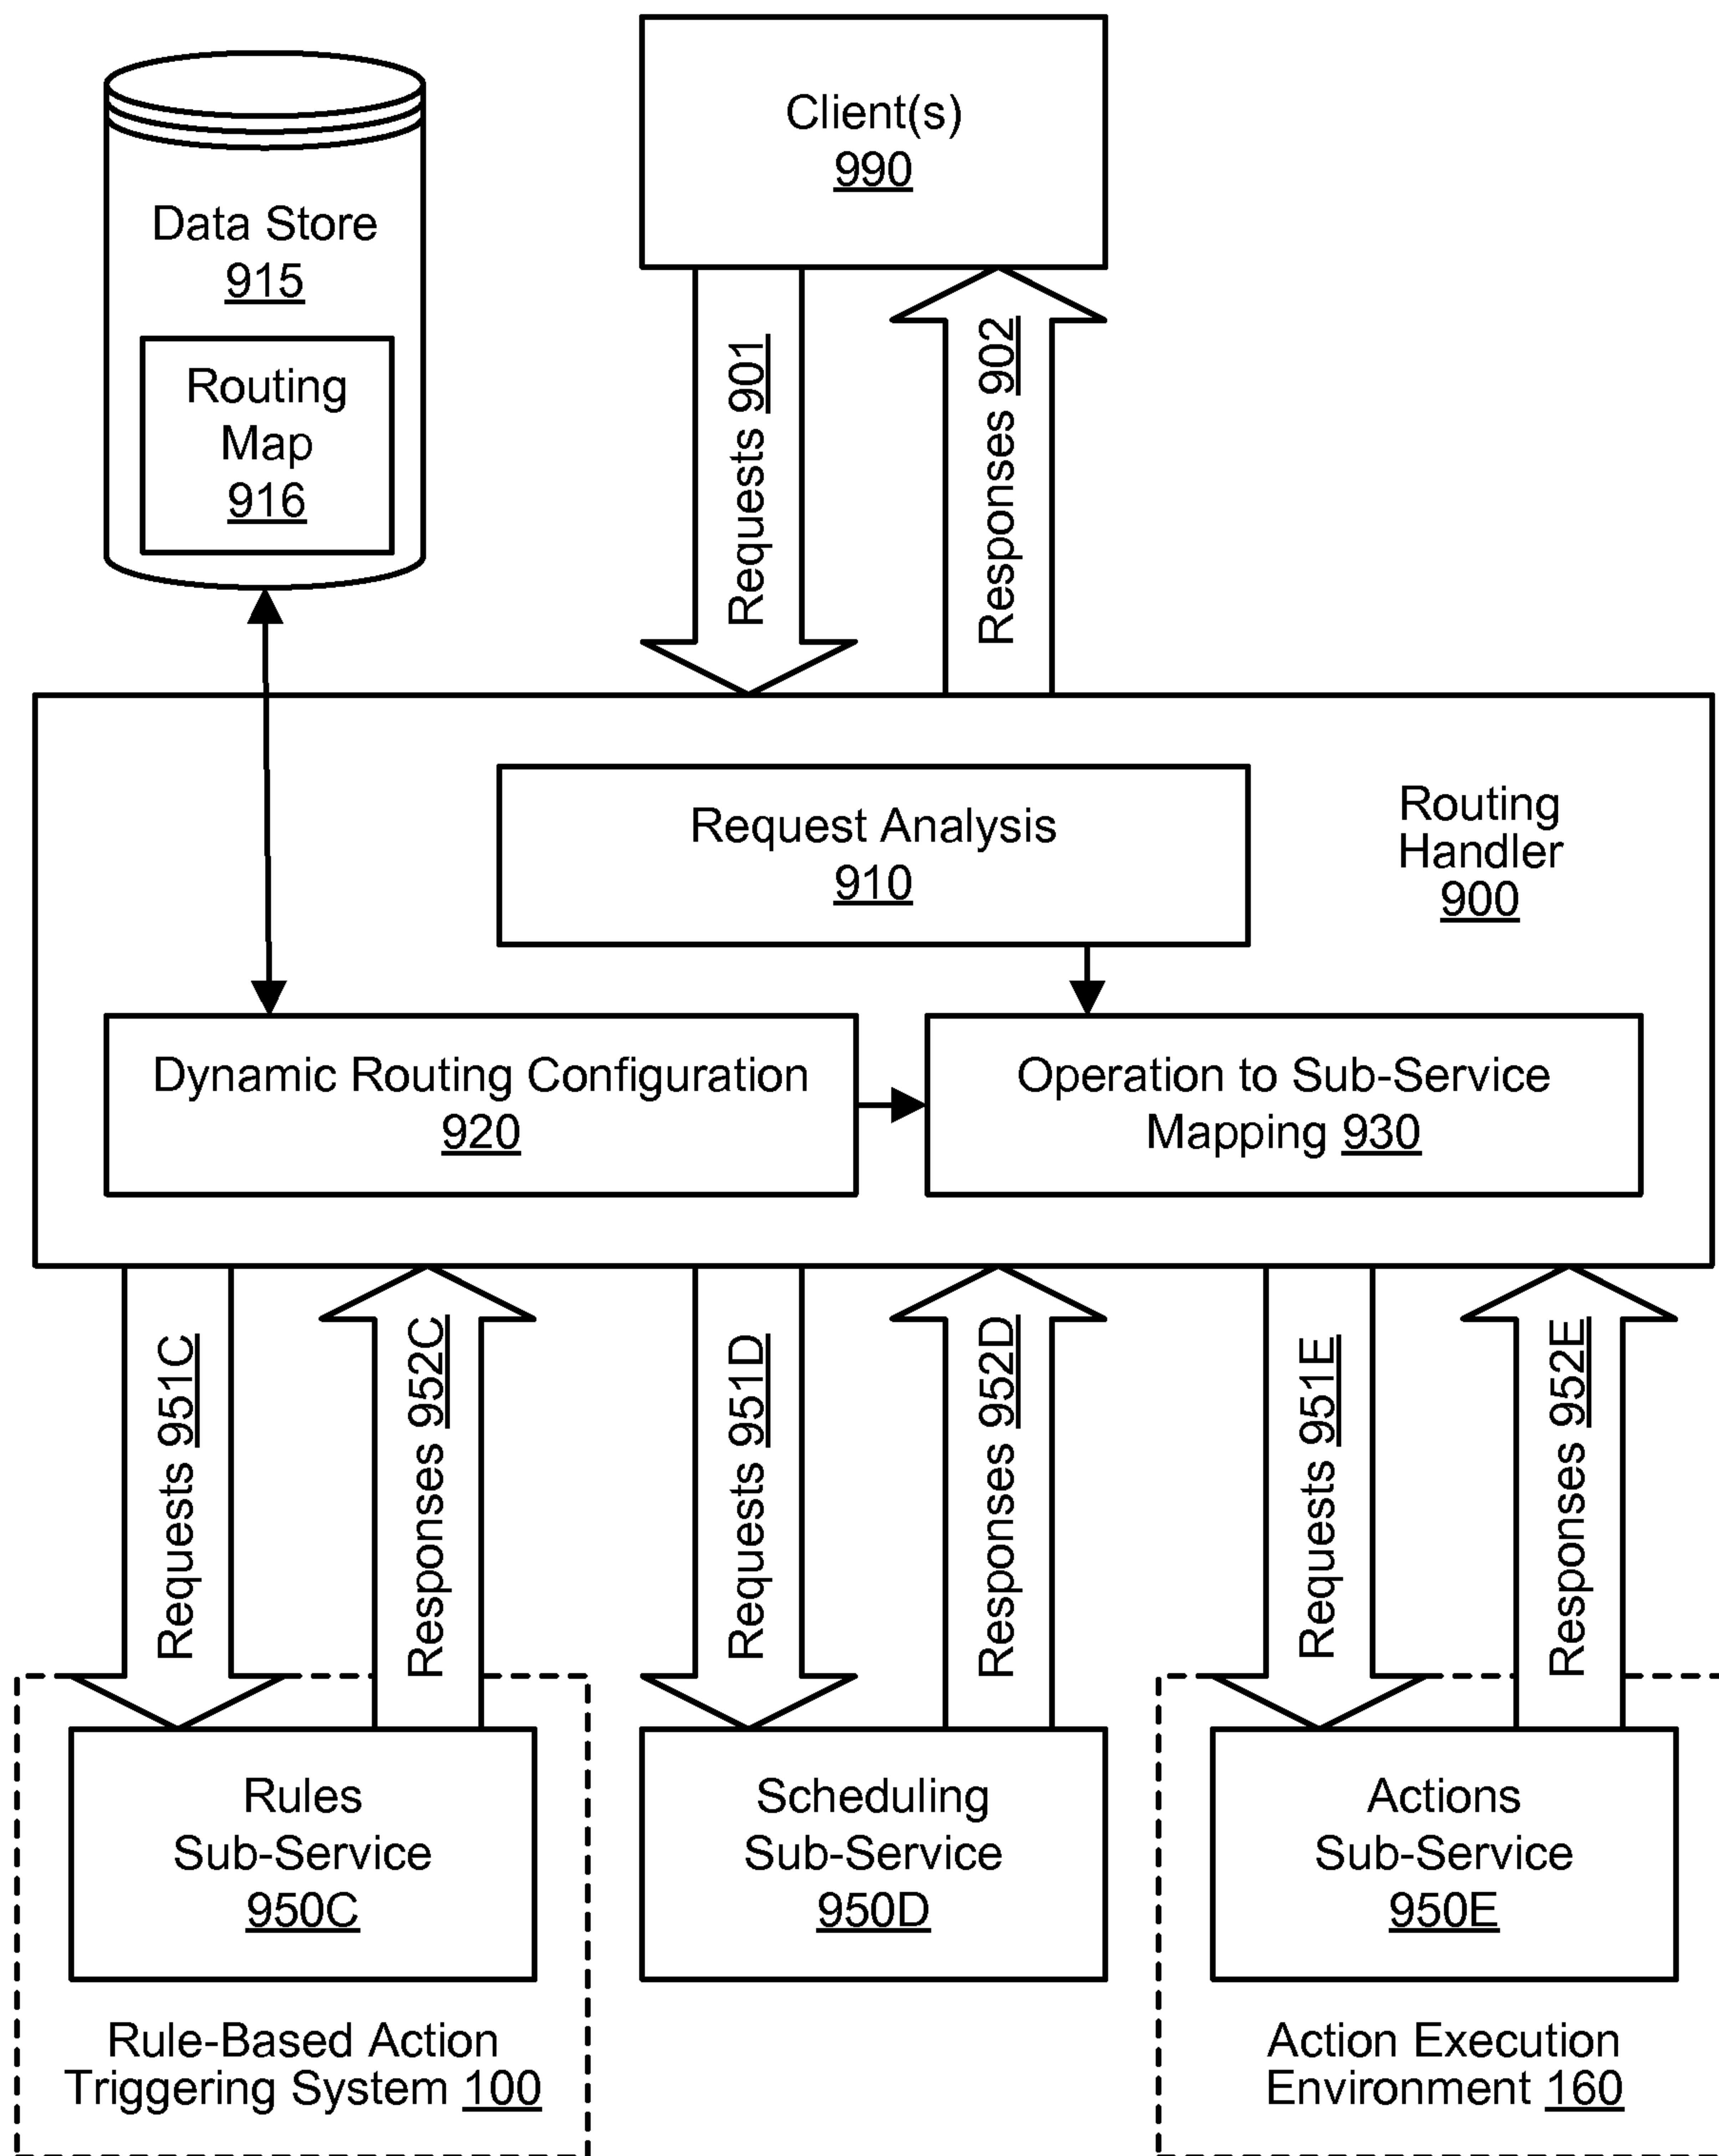 Client(s)
990
Data Store
915
Routing
Map
916
Requests 901
Responses 902
Request Analysis
910
Routing
Handler
900
Dynamic Routing Configuration
920
Operation to Sub-Service
Mapping 930
Requests 951C
Responses 952C
Requests 951D
Responses 952D
Requests 951E
Responses 952E
Rules
Sub-Service
950C
Scheduling
Sub-Service
950D
Actions
Sub-Service
950E
Rule-Based Action
Triggering System 100
Action Execution
Environment 160